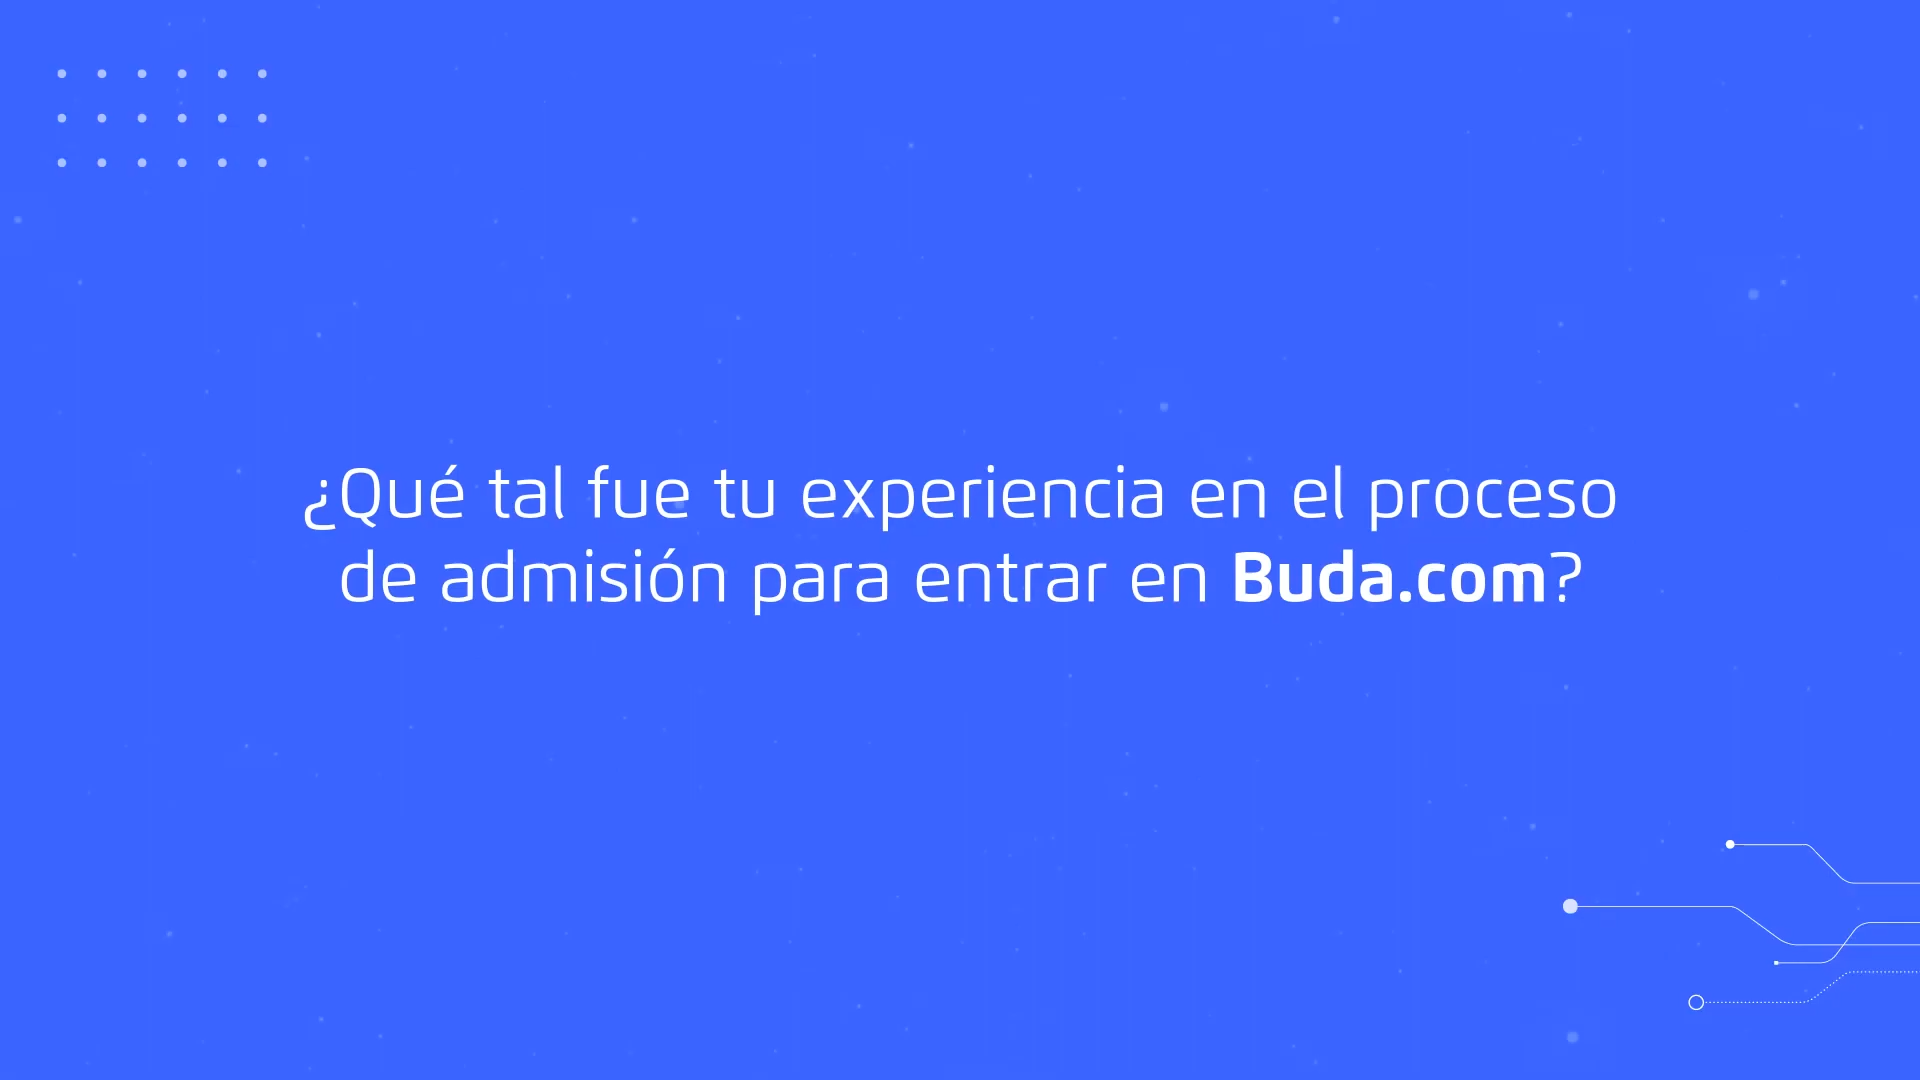 ¿Qué tal fue tu experiencia en el proceso
de admisión para entrar en Buda.com?